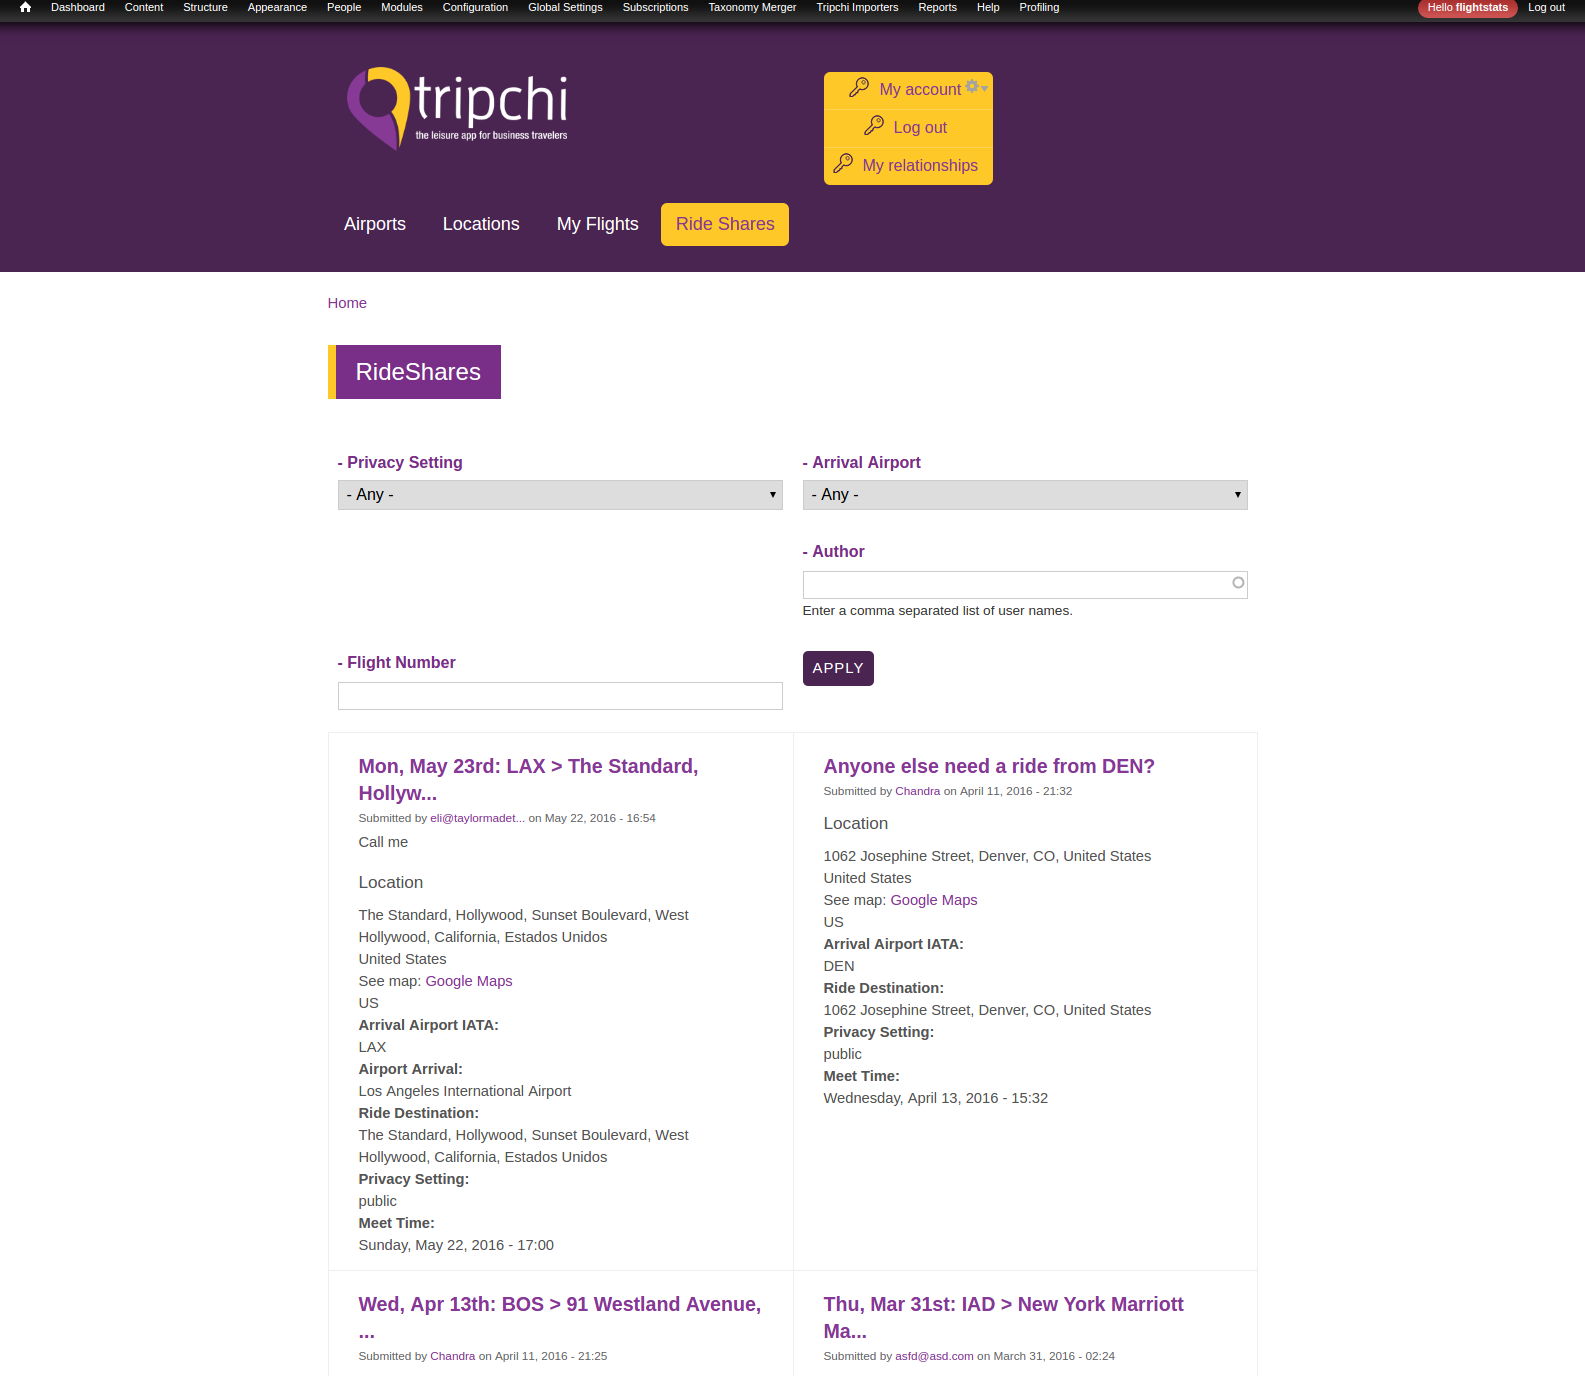 Dashboard Content Structure Appearance People Modules Configuration Global Settings Subscriptions Taxonomy Merger Tripchi Importers Reports Help Profiling Hello flightstats Log out
tripchi
the leisure app for business travelers
My account
Log out
My relationships
Airports Locations My Flights Ride Shares
Home
RideShares
- Privacy Setting
- Any -
- Arrival Airport
- Any -
- Author
Enter a comma separated list of user names.
- Flight Number
APPLY
Mon, May 23rd: LAX > The Standard,
Hollyw...
Submitted by eli@taylormadet... on May 22, 2016 - 16:54
Call me
Location
The Standard, Hollywood, Sunset Boulevard, West
Hollywood, California, Estados Unidos
United States
See map: Google Maps
US
Arrival Airport IATA:
LAX
Airport Arrival:
Los Angeles International Airport
Ride Destination:
The Standard, Hollywood, Sunset Boulevard, West
Hollywood, California, Estados Unidos
Privacy Setting:
public
Meet Time:
Sunday, May 22, 2016 - 17:00
Anyone else need a ride from DEN?
Submitted by Chandra on April 11, 2016 - 21:32
Location
1062 Josephine Street, Denver, CO, United States
United States
See map: Google Maps
US
Arrival Airport IATA:
DEN
Ride Destination:
1062 Josephine Street, Denver, CO, United States
Privacy Setting:
public
Meet Time:
Wednesday, April 13, 2016 - 15:32
Wed, Apr 13th: BOS > 91 Westland Avenue,
...
Submitted by Chandra on April 11, 2016 - 21:25
Thu, Mar 31st: IAD > New York Marriott
Ma...
Submitted by asfd@asd.com on March 31, 2016 - 02:24